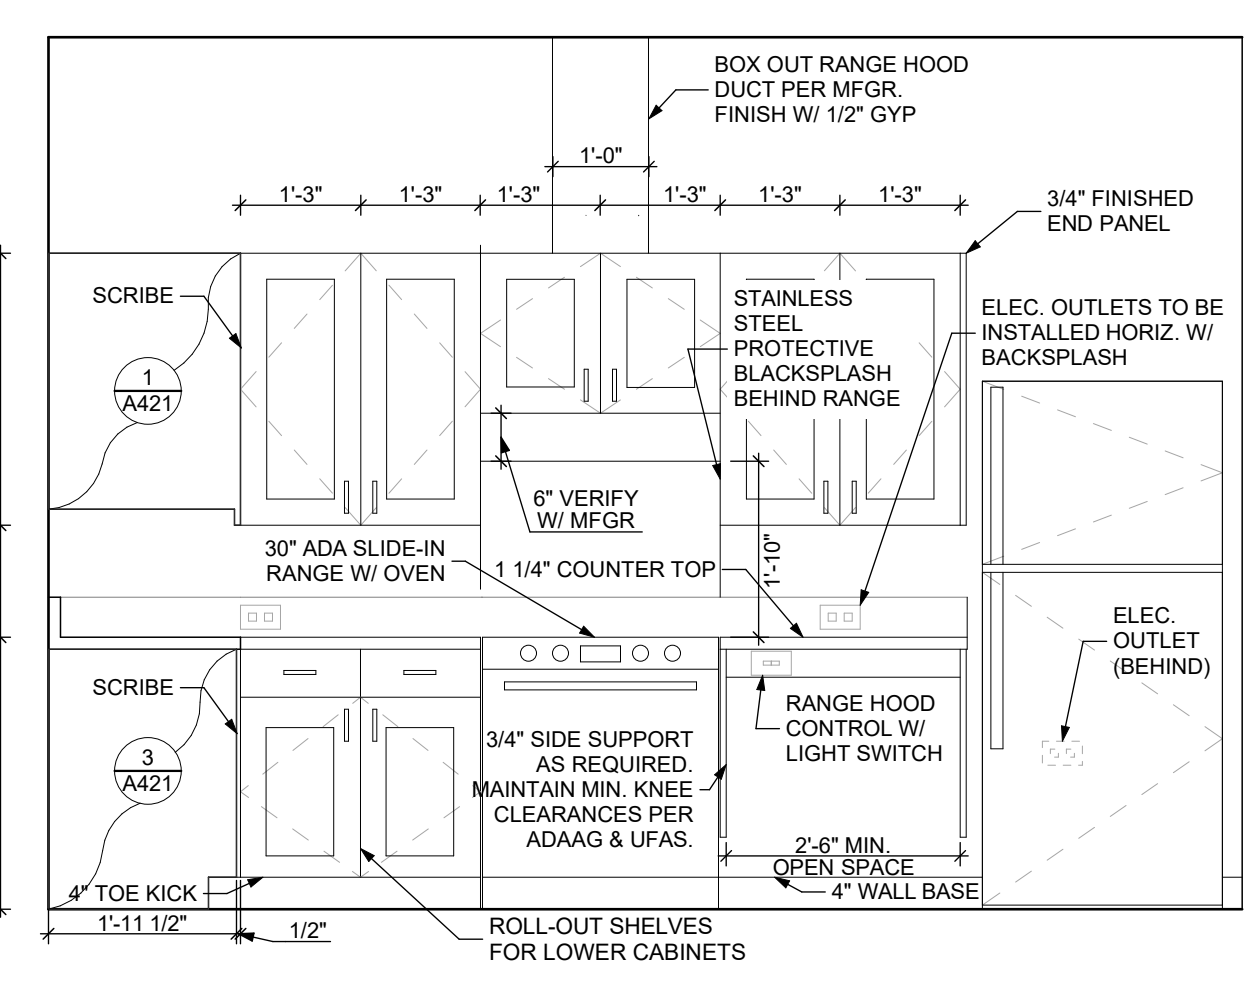 BOX OUT RANGE HOOD
DUCT PER MFGR.
FINISH W/ 1/2" GYP
1'-0"
1'-3"
1'-3"
1'-3"
1'-3"
1'-3"
1'-3"
3/4" FINISHED
END PANEL
SCRIBE
1
A421
STAINLESS
STEEL
PROTECTIVE
BLACKSPLASH
BEHIND RANGE
ELEC. OUTLETS TO BE
INSTALLED HORIZ. W/
BACKSPLASH
6" VERIFY
W/ MFGR
30" ADA SLIDE-IN
RANGE W/ OVEN
1 1/4" COUNTER TOP
1'-10"
ELEC.
OUTLET
(BEHIND)
SCRIBE
3
A421
3/4" SIDE SUPPORT
AS REQUIRED.
MAINTAIN MIN. KNEE
CLEARANCES PER
ADAAG & UFAS.
RANGE HOOD
CONTROL W/
LIGHT SWITCH
2'-6" MIN.
OPEN SPACE
4" WALL BASE
4" TOE KICK
1'-11 1/2"
1/2"
ROLL-OUT SHELVES
FOR LOWER CABINETS